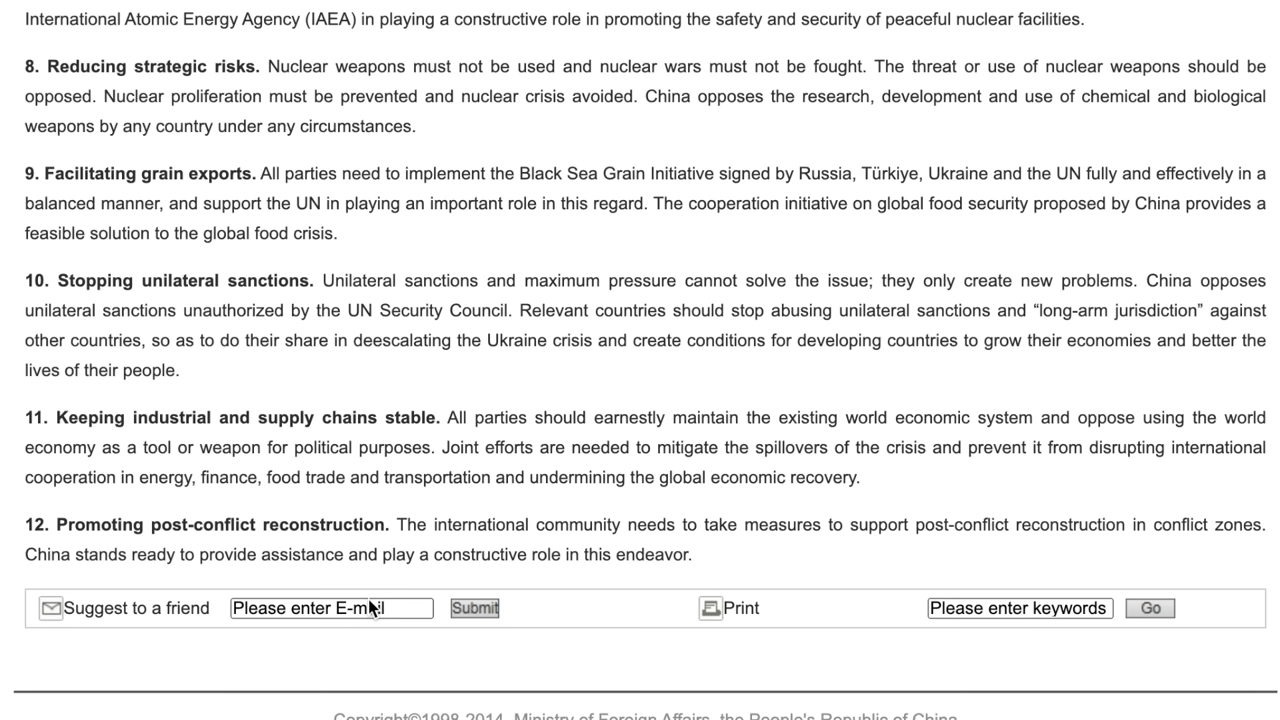 International Atomic Energy Agency (IAEA) in playing a constructive role in promoting the safety and security of peaceful nuclear facilities.
8. Reducing strategic risks. Nuclear weapons must not be used and nuclear wars must not be fought. The threat or use of nuclear weapons should be
opposed. Nuclear proliferation must be prevented and nuclear crisis avoided. China opposes the research, development and use of chemical and biological
weapons by any country under any circumstances.
9. Facilitating grain exports. All parties need to implement the Black Sea Grain Initiative signed by Russia, Türkiye, Ukraine and the UN fully and effectively in a
balanced manner, and support the UN in playing an important role in this regard. The cooperation initiative on global food security proposed by China provides a
feasible solution to the global food crisis.
10. Stopping unilateral sanctions. Unilateral sanctions and maximum pressure cannot solve the issue; they only create new problems. China opposes
unilateral sanctions unauthorized by the UN Security Council. Relevant countries should stop abusing unilateral sanctions and “long-arm jurisdiction” against
other countries, so as to do their share in deescalating the Ukraine crisis and create conditions for developing countries to grow their economies and better the
lives of their people.
11. Keeping industrial and supply chains stable. All parties should earnestly maintain the existing world economic system and oppose using the world
economy as a tool or weapon for political purposes. Joint efforts are needed to mitigate the spillovers of the crisis and prevent it from disrupting international
cooperation in energy, finance, food trade and transportation and undermining the global economic recovery.
12. Promoting post-conflict reconstruction. The international community needs to take measures to support post-conflict reconstruction in conflict zones.
China stands ready to provide assistance and play a constructive role in this endeavor.
Suggest to a friend Please enter E-mail Submit Print Please enter keywords Go
Copyright©1998-2014, Ministry of Foreign Affairs, the People's Republic of China